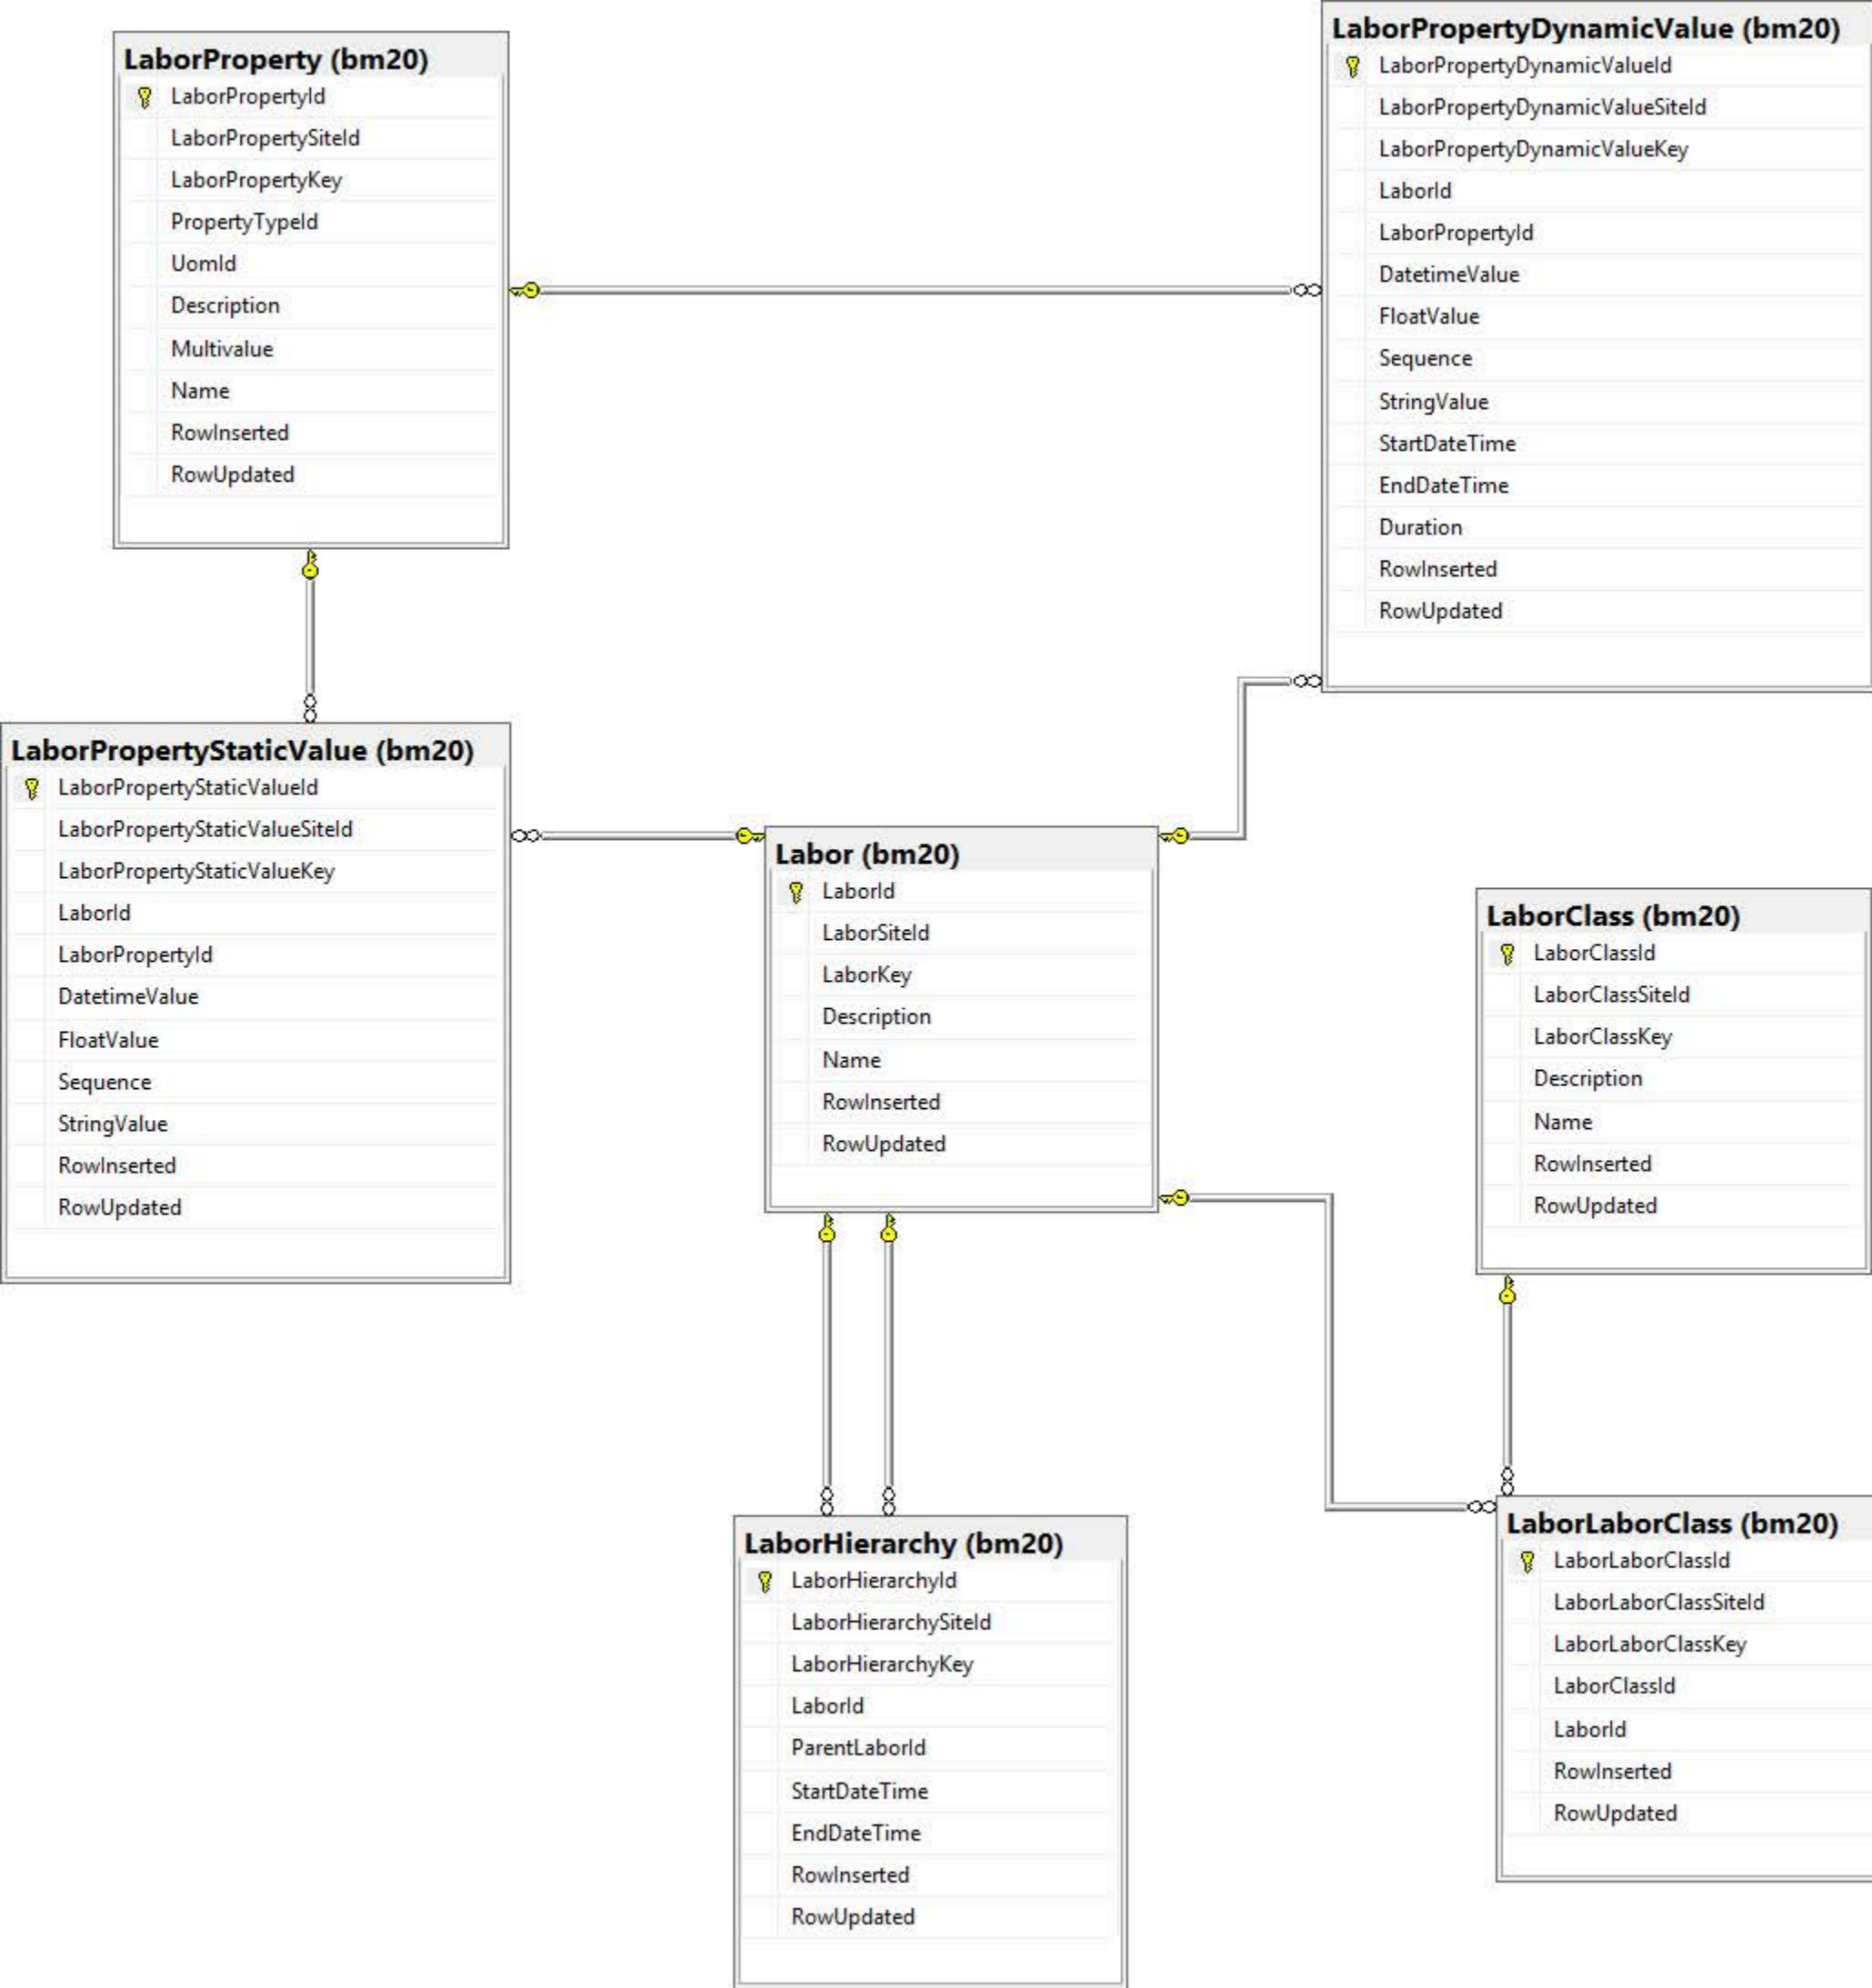 LaborProperty (bm20)
LaborPropertyId
LaborPropertySiteId
LaborPropertyKey
PropertyTypeId
UomId
Description
Multivalue
Name
RowInserted
RowUpdated
LaborPropertyDynamicValue (bm20)
LaborPropertyDynamicValueId
LaborPropertyDynamicValueSiteId
LaborPropertyDynamicValueKey
LaborId
LaborPropertyId
DatetimeValue
FloatValue
Sequence
StringValue
StartDateTime
EndDateTime
Duration
RowInserted
RowUpdated
LaborPropertyStaticValue (bm20)
LaborPropertyStaticValueId
LaborPropertyStaticValueSiteId
LaborPropertyStaticValueKey
LaborId
LaborPropertyId
DatetimeValue
FloatValue
Sequence
StringValue
RowInserted
RowUpdated
Labor (bm20)
LaborId
LaborSiteId
LaborKey
Description
Name
RowInserted
RowUpdated
LaborClass (bm20)
LaborClassId
LaborClassSiteId
LaborClassKey
Description
Name
RowInserted
RowUpdated
LaborHierarchy (bm20)
LaborHierarchyId
LaborHierarchySiteId
LaborHierarchyKey
LaborId
ParentLaborId
StartDateTime
EndDateTime
RowInserted
RowUpdated
LaborLaborClass (bm20)
LaborLaborClassId
LaborLaborClassSiteId
LaborLaborClassKey
LaborClassId
LaborId
RowInserted
RowUpdated